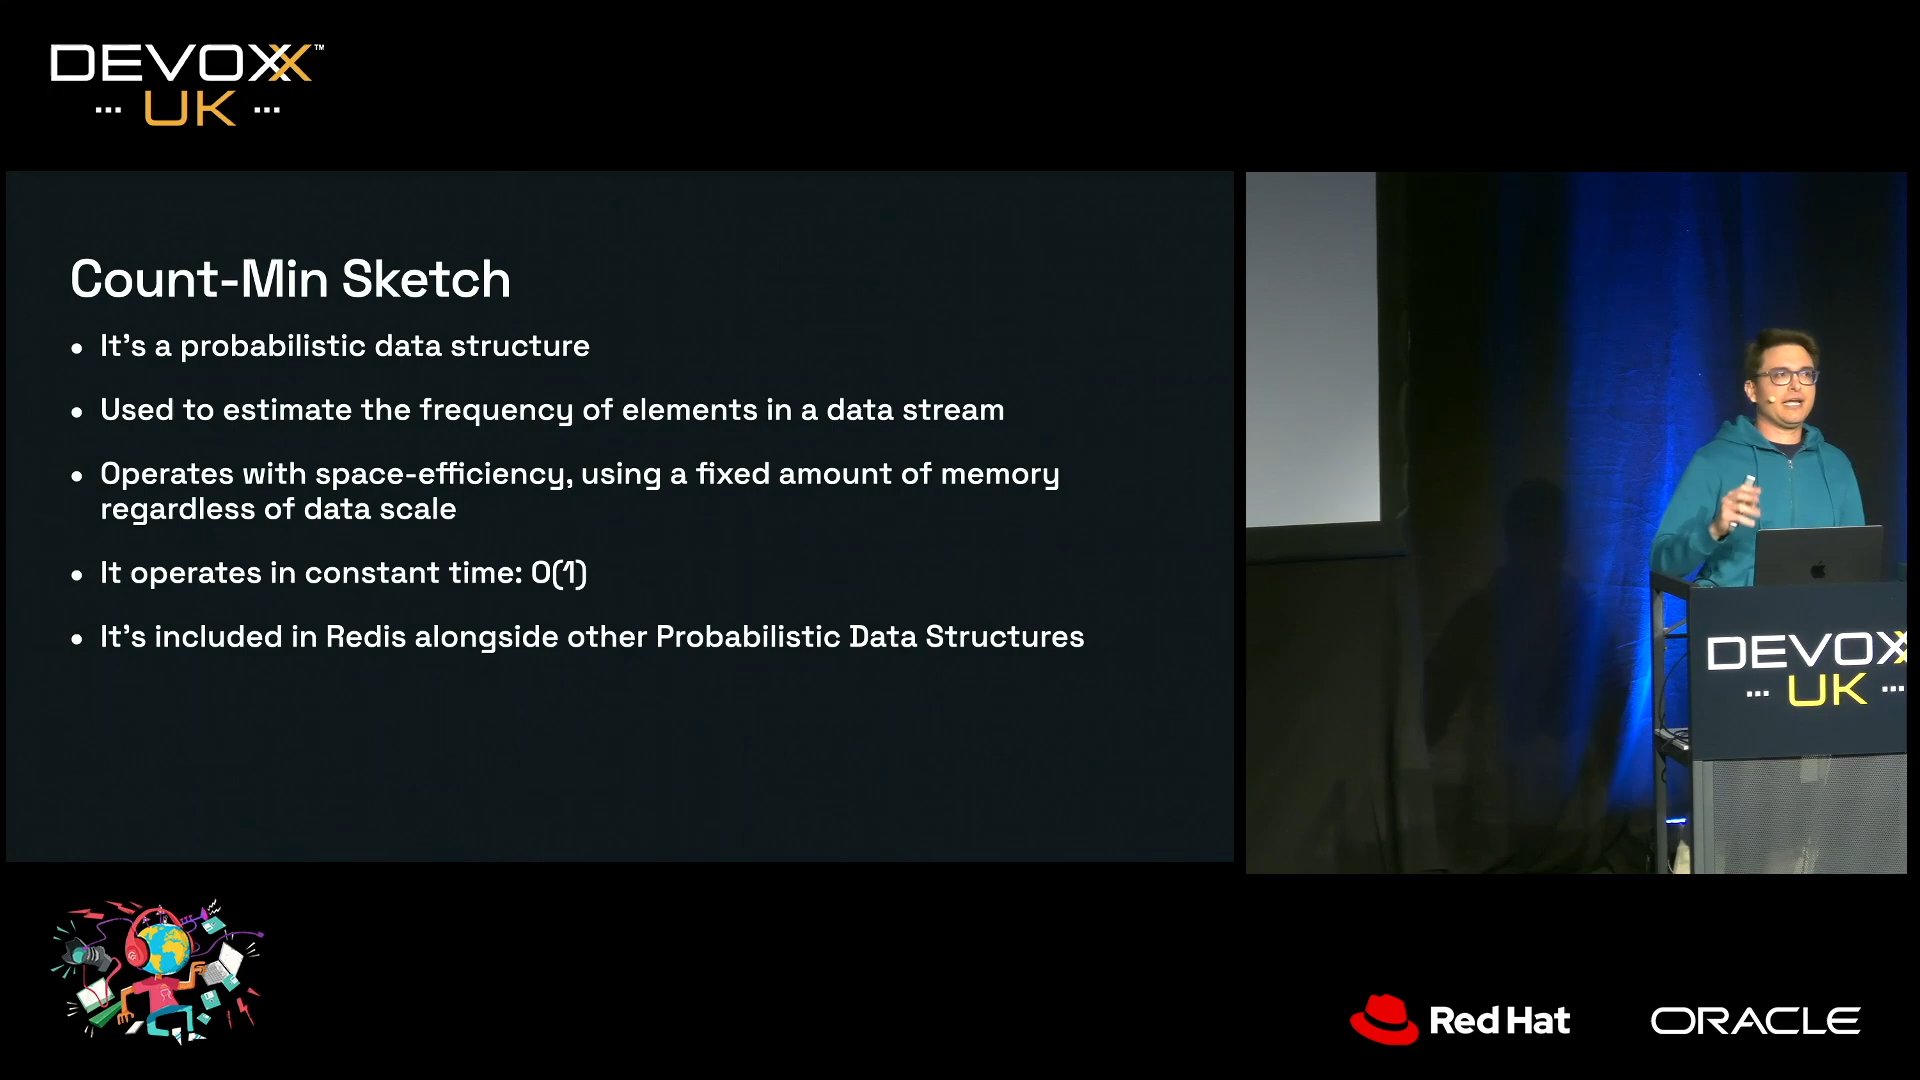 DEVOXX™
UK
Count-Min Sketch
• It's a probabilistic data structure
• Used to estimate the frequency of elements in a data stream
• Operates with space-efficiency, using a fixed amount of memory
regardless of data scale
• It operates in constant time: O(1)
• It's included in Redis alongside other Probabilistic Data Structures
DEVOXX
UK
Red Hat
ORACLE